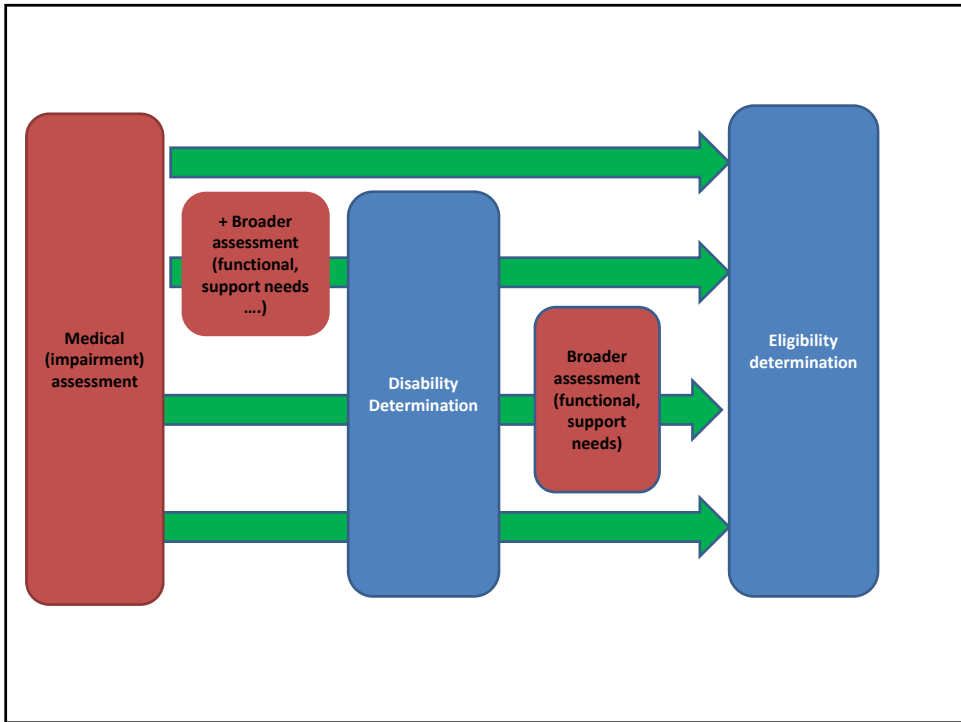 Medical
(impairment)
assessment
+ Broader
assessment
(functional,
support needs
….)
Disability
Determination
Broader
assessment
(functional,
support
needs)
Eligibility
determination